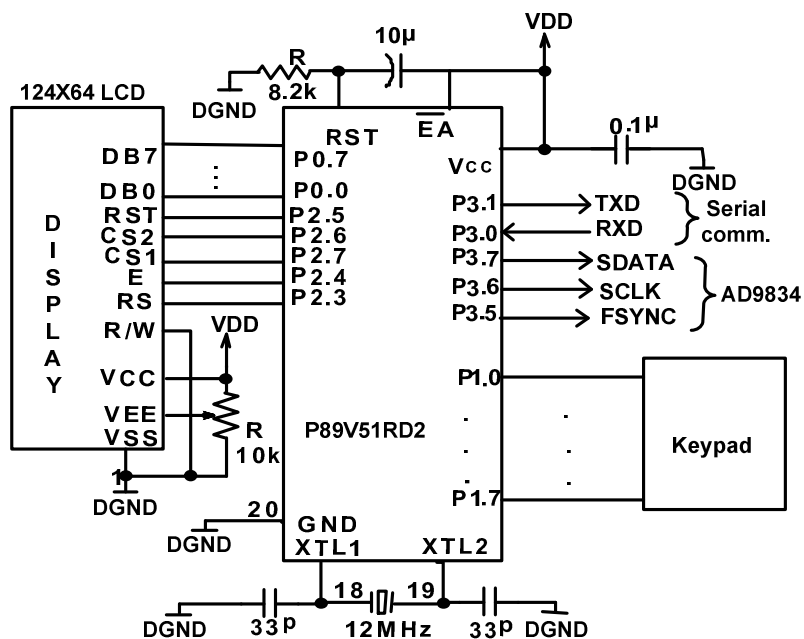 VDD
10µ
R
8.2k
DGND
124X64 LCD
RST
EA
0.1µ
DB7
P0.7
VCC
DGND
DB0
P0.0
P3.1
TXD
RST
P2.5
P3.0
RXD
Serial
comm.
CS2
P2.6
CS1
P2.7
P3.7
SDATA
E
P2.4
P3.6
SCLK
AD9834
RS
P2.3
P3.5
FSYNC
DISPLAY
R/W
VDD
VCC
P1.0
VEE
R
10k
P89V51RD2
Keypad
VSS
1
DGND
P1.7
20
GND
DGND
XTL1
XTL2
18
19
DGND
33p
12MHz
33p
DGND